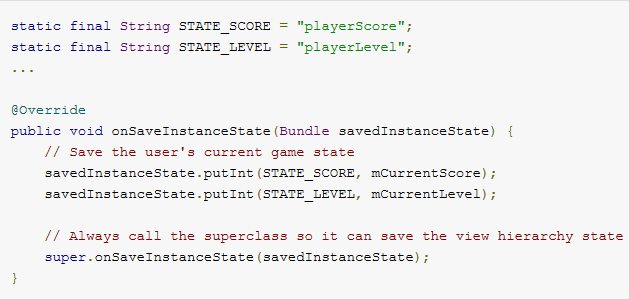 static final String STATE_SCORE = "playerScore";
static final String STATE_LEVEL = "playerLevel";
...
@Override
public void onSaveInstanceState(Bundle savedInstanceState) {
    // Save the user's current game state
    savedInstanceState.putInt(STATE_SCORE, mCurrentScore);
    savedInstanceState.putInt(STATE_LEVEL, mCurrentLevel);
    // Always call the superclass so it can save the view hierarchy state
    super.onSaveInstanceState(savedInstanceState);
}